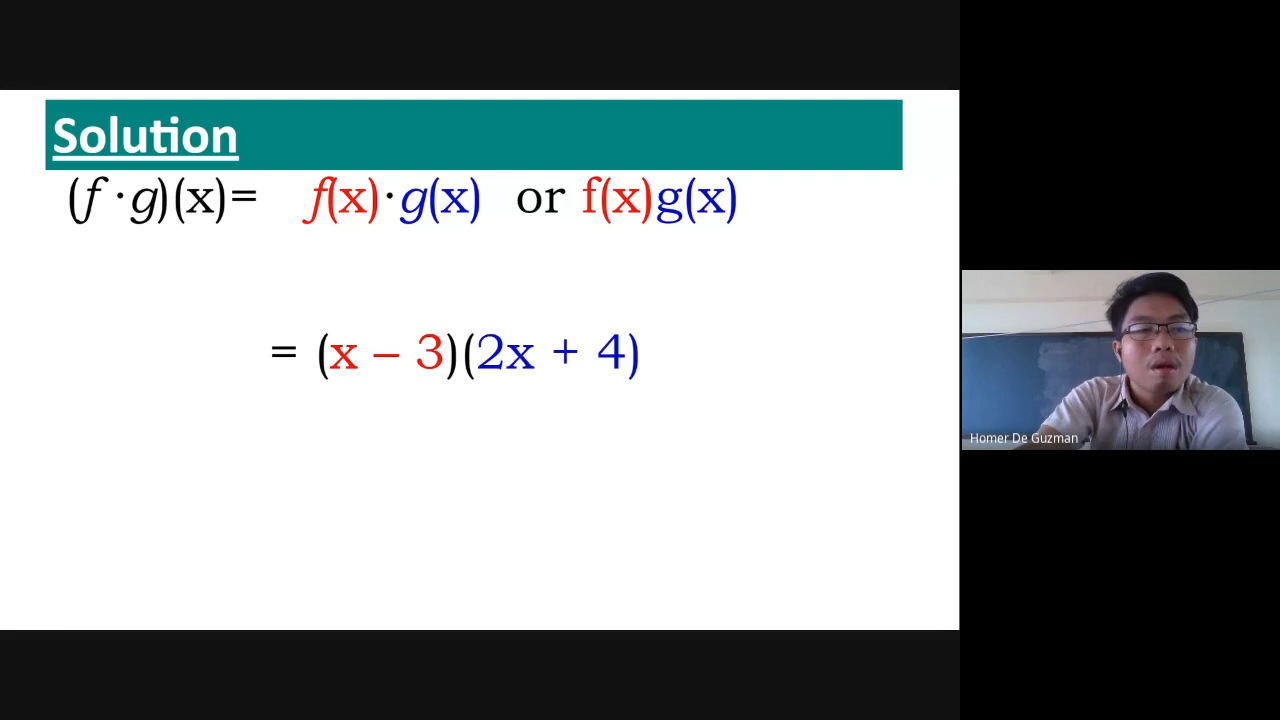 Solution
(f ·g)(x)= f(x)·g(x) or f(x)g(x)
= (x – 3)(2x + 4)
Homer De Guzman